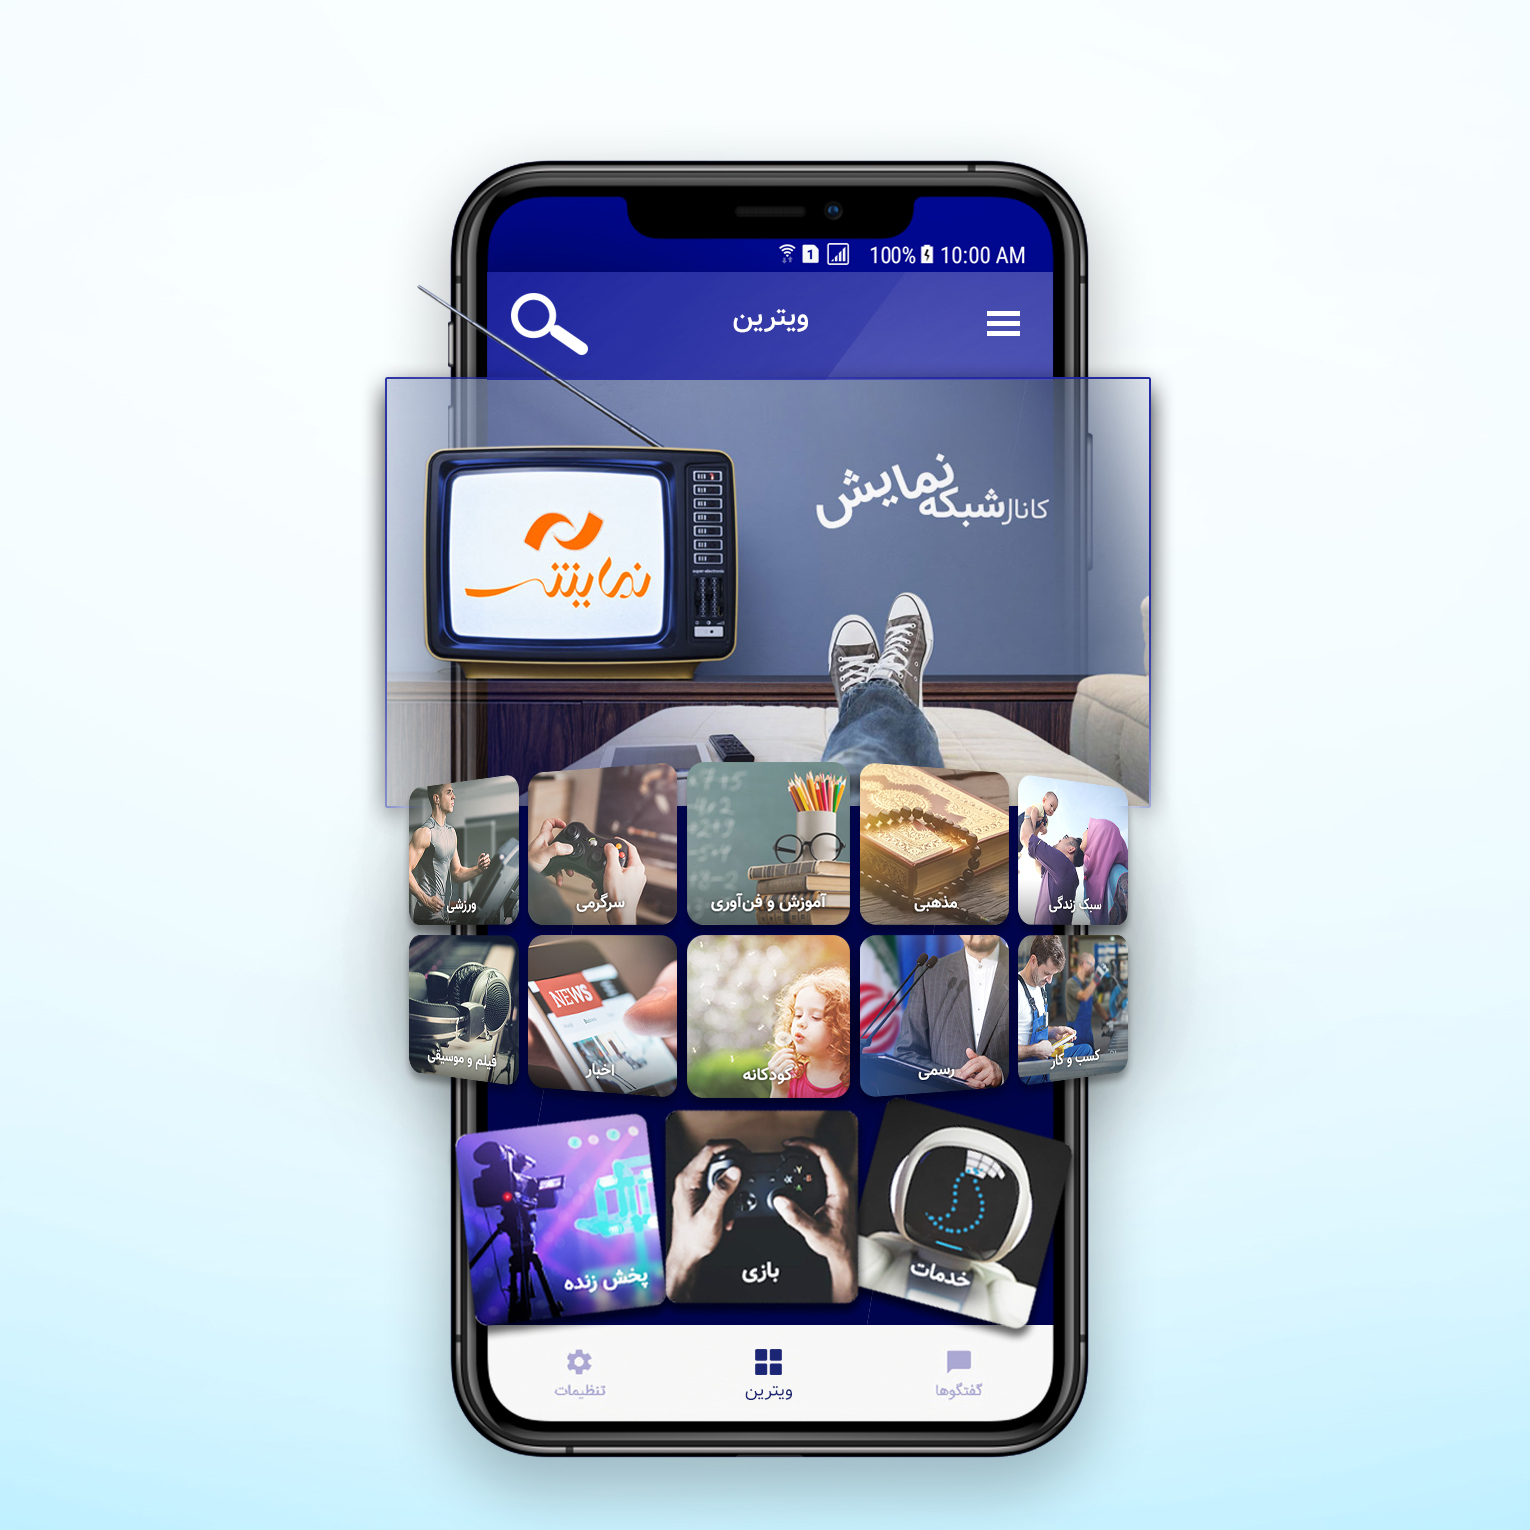 100% 10:00 AM
ویترین
کانال شبکه نمایش
نمایش
سبک زندگی
مذهبی
آموزش و فن‌آوری
سرگرمی
ورزشی
کسب و کار
رسمی
کودکانه
NEWS
اخبار
فیلم و موسیقی
خدمات
بازی
پخش زنده
گفتگوها
ویترین
تنظیمات